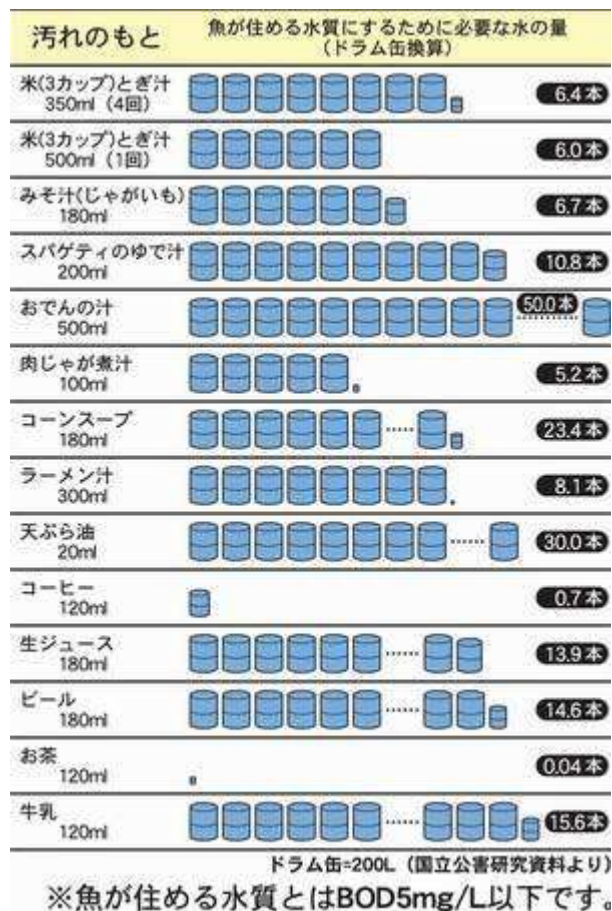 汚れのもと
魚が住める水質にするために必要な水の量
(ドラム缶換算)
米(3カップ)とぎ汁
350ml (4回)
6.4本
米(3カップ)とぎ汁
500ml (1回)
6.0本
みそ汁(じゃがいも)
180ml
6.7本
スパゲティのゆで汁
200ml
10.8本
おでんの汁
500ml
50.0本
肉じゃが煮汁
100ml
5.2本
コーンスープ
180ml
23.4本
ラーメン汁
300ml
8.1本
天ぷら油
20ml
30.0本
コーヒー
120ml
0.7本
生ジュース
180ml
13.9本
ビール
180ml
14.6本
お茶
120ml
0.04本
牛乳
120ml
15.6本
ドラム缶=200L (国立公害研究資料より)
※魚が住める水質とはBOD5mg/L以下です。